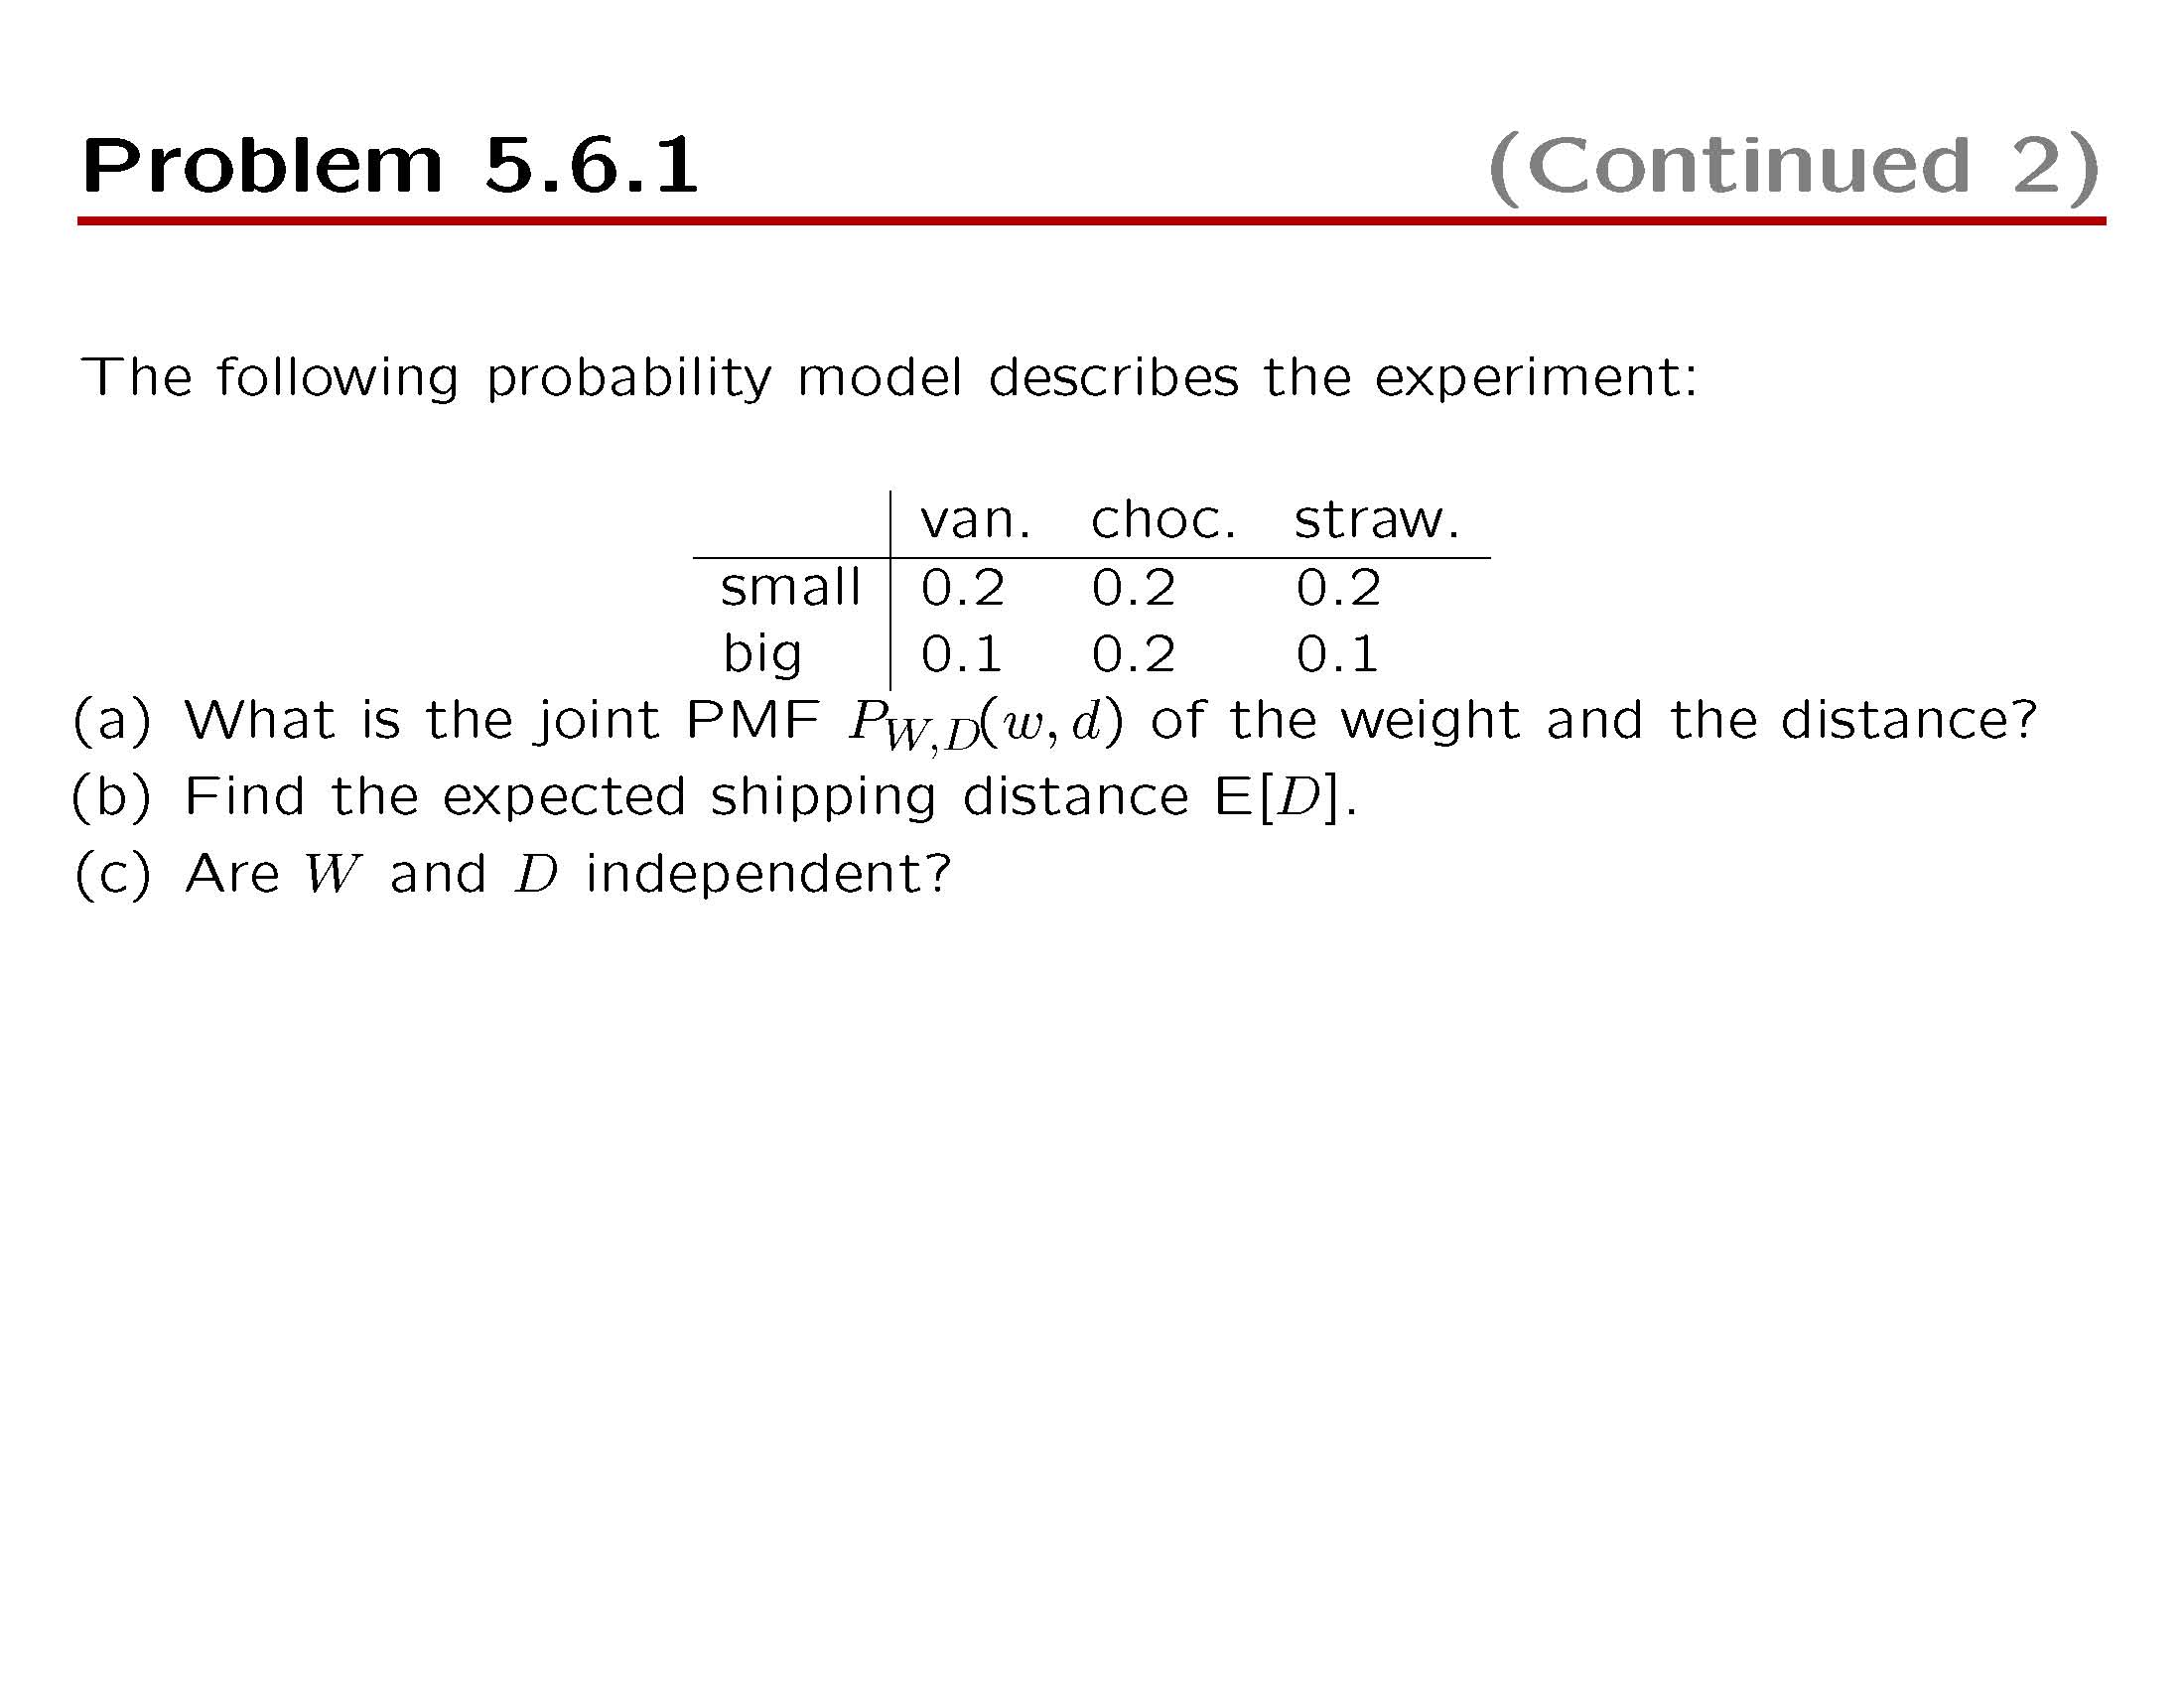 Problem 5.6.1 (Continued 2)
The following probability model describes the experiment:
van. choc. straw.
small 0.2 0.2 0.2
big 0.1 0.2 0.1
(a) What is the joint PMF P_{W,D}(w, d) of the weight and the distance?
(b) Find the expected shipping distance E[D].
(c) Are W and D independent?